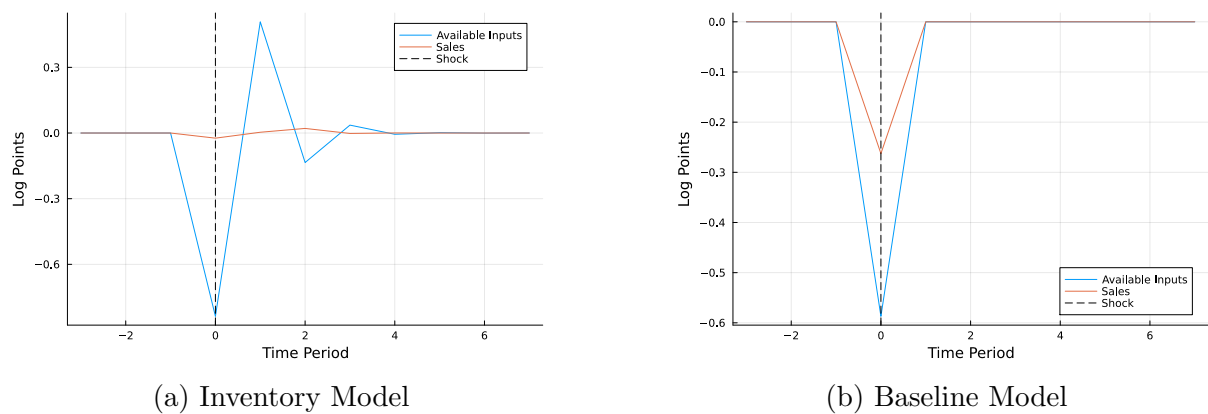 Log Points
0.3
0.0
−0.3
−0.6
−2
0
2
4
6
Time Period
Available Inputs
Sales
Shock
(a) Inventory Model
Log Points
0.0
−0.1
−0.2
−0.3
−0.4
−0.5
−0.6
−2
0
2
4
6
Time Period
Available Inputs
Sales
Shock
(b) Baseline Model